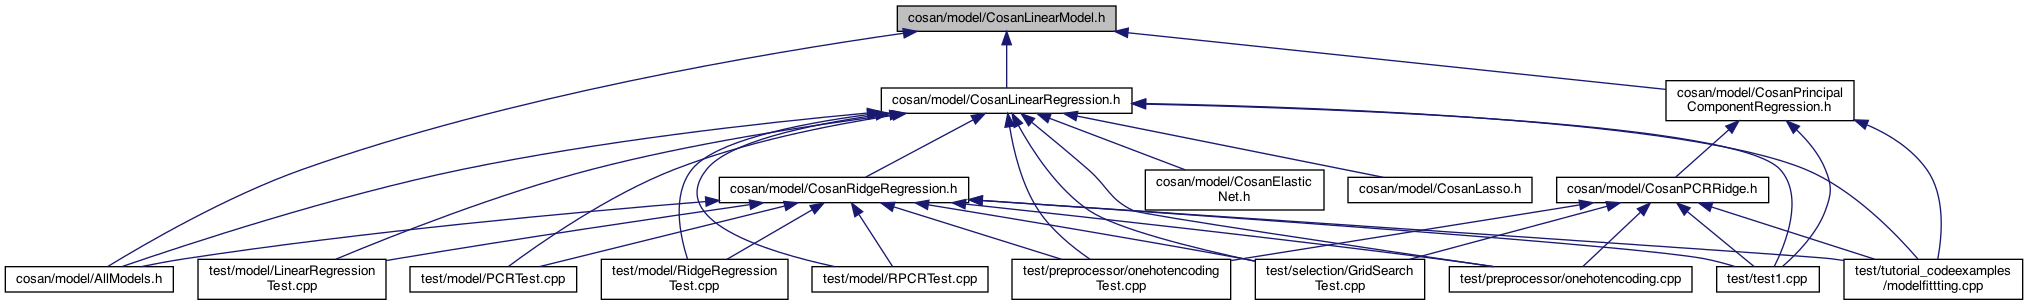 cosan/model/CosanLinearModel.h
cosan/model/CosanLinearRegression.h
cosan/model/CosanPrincipal
ComponentRegression.h
cosan/model/CosanRidgeRegression.h
cosan/model/CosanElastic
Net.h
cosan/model/CosanLasso.h
cosan/model/CosanPCRRidge.h
cosan/model/AllModels.h
test/model/LinearRegression
Test.cpp
test/model/PCRTest.cpp
test/model/RidgeRegression
Test.cpp
test/model/RPCRTest.cpp
test/preprocessor/onehotencoding
Test.cpp
test/selection/GridSearch
Test.cpp
test/preprocessor/onehotencoding.cpp
test/test1.cpp
test/tutorial_codeexamples
/modelfittting.cpp